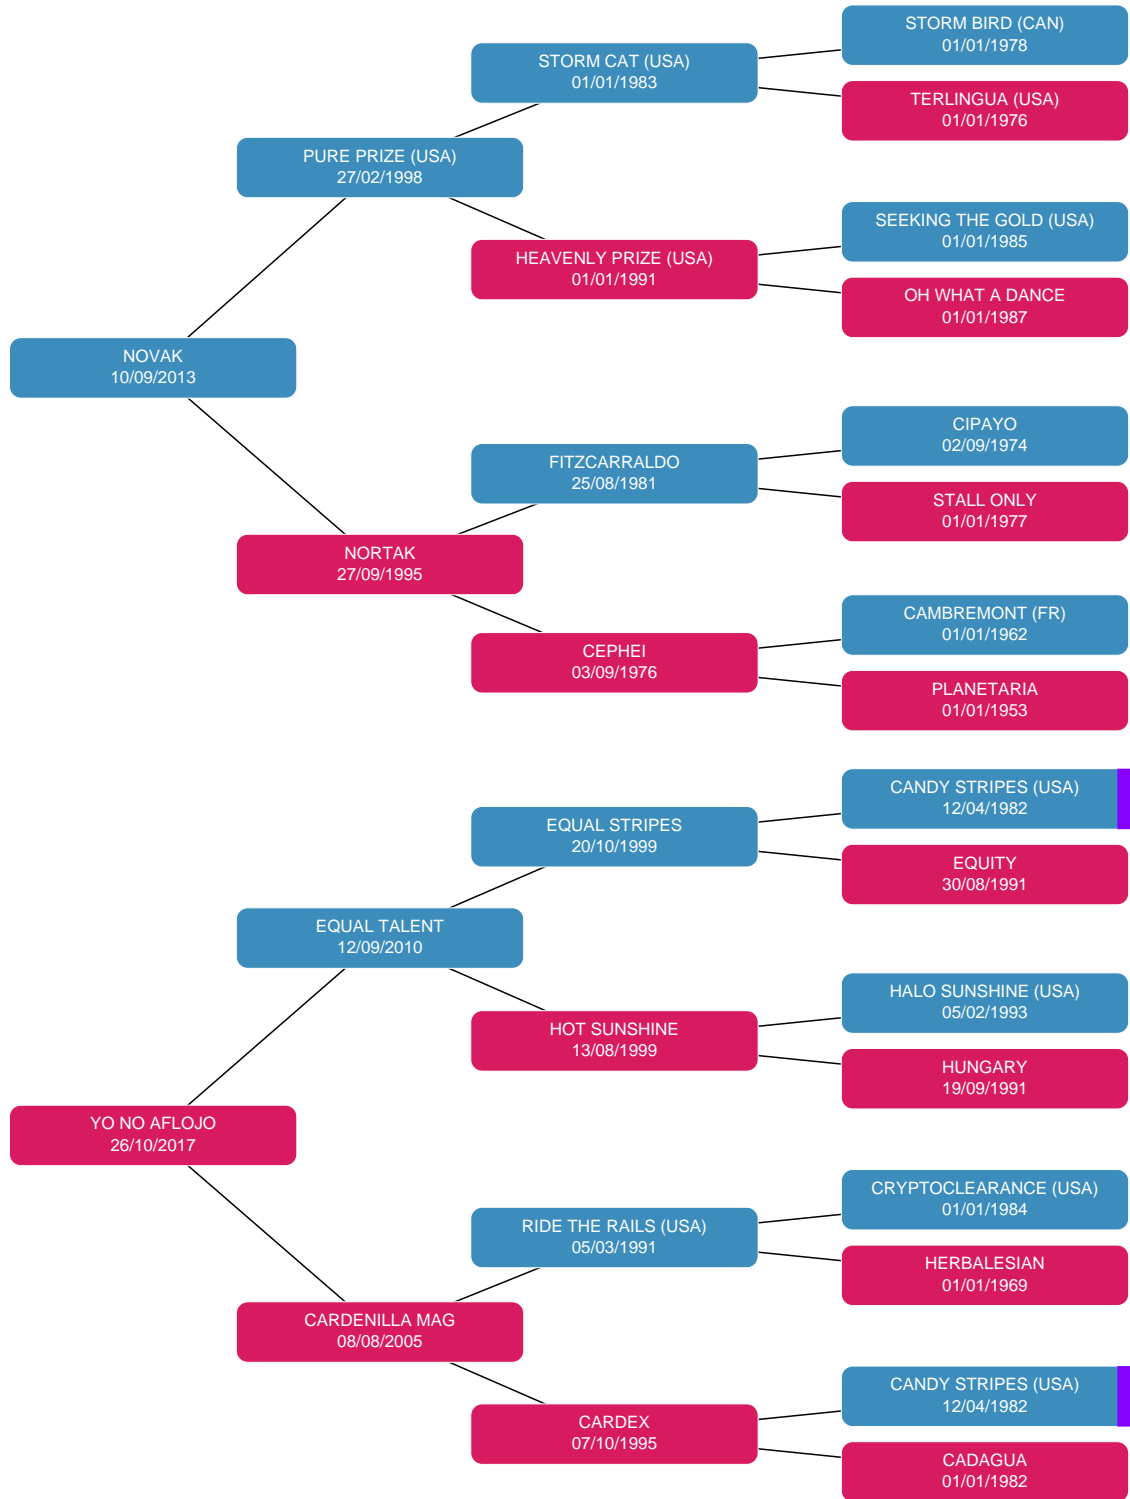 STORM BIRD (CAN)
01/01/1978
STORM CAT (USA)
01/01/1983
TERLINGUA (USA)
01/01/1976
PURE PRIZE (USA)
27/02/1998
SEEKING THE GOLD (USA)
01/01/1985
HEAVENLY PRIZE (USA)
01/01/1991
OH WHAT A DANCE
01/01/1987
NOVAK
10/09/2013
CIPAYO
02/09/1974
FITZCARRALDO
25/08/1981
STALL ONLY
01/01/1977
NORTAK
27/09/1995
CAMBREMONT (FR)
01/01/1962
CEPHEI
03/09/1976
PLANETARIA
01/01/1953
CANDY STRIPES (USA)
12/04/1982
EQUAL STRIPES
20/10/1999
EQUITY
30/08/1991
EQUAL TALENT
12/09/2010
HALO SUNSHINE (USA)
05/02/1993
HOT SUNSHINE
13/08/1999
HUNGARY
19/09/1991
YO NO AFLOJO
26/10/2017
CRYPTOCLEARANCE (USA)
01/01/1984
RIDE THE RAILS (USA)
05/03/1991
HERBALESIAN
01/01/1969
CARDENILLA MAG
08/08/2005
CANDY STRIPES (USA)
12/04/1982
CARDEX
07/10/1995
CADAGUA
01/01/1982